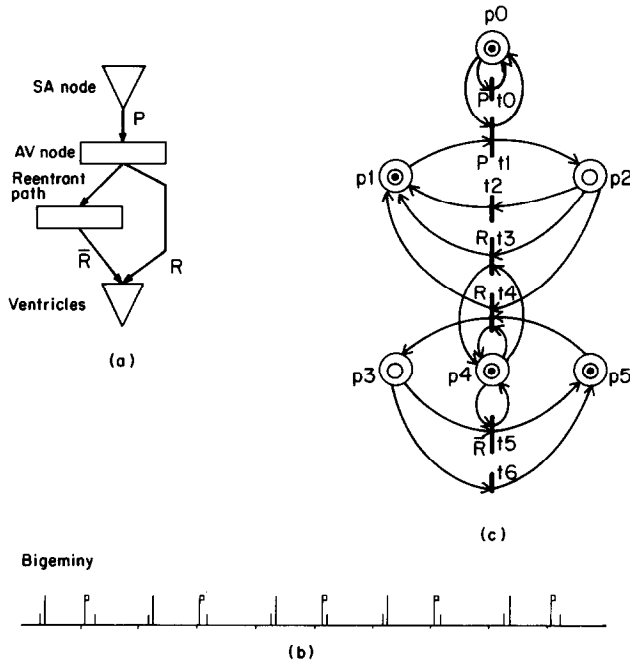 SA node
P
AV node
Reentrant
path
R̅
R
Ventricles
(a)
p0
P̅ t0
P t1
p1
t2
p2
R t3
R t4
p3
p4
p5
R̅ t5
t6
(c)
Bigeminy
P P P P P
(b)